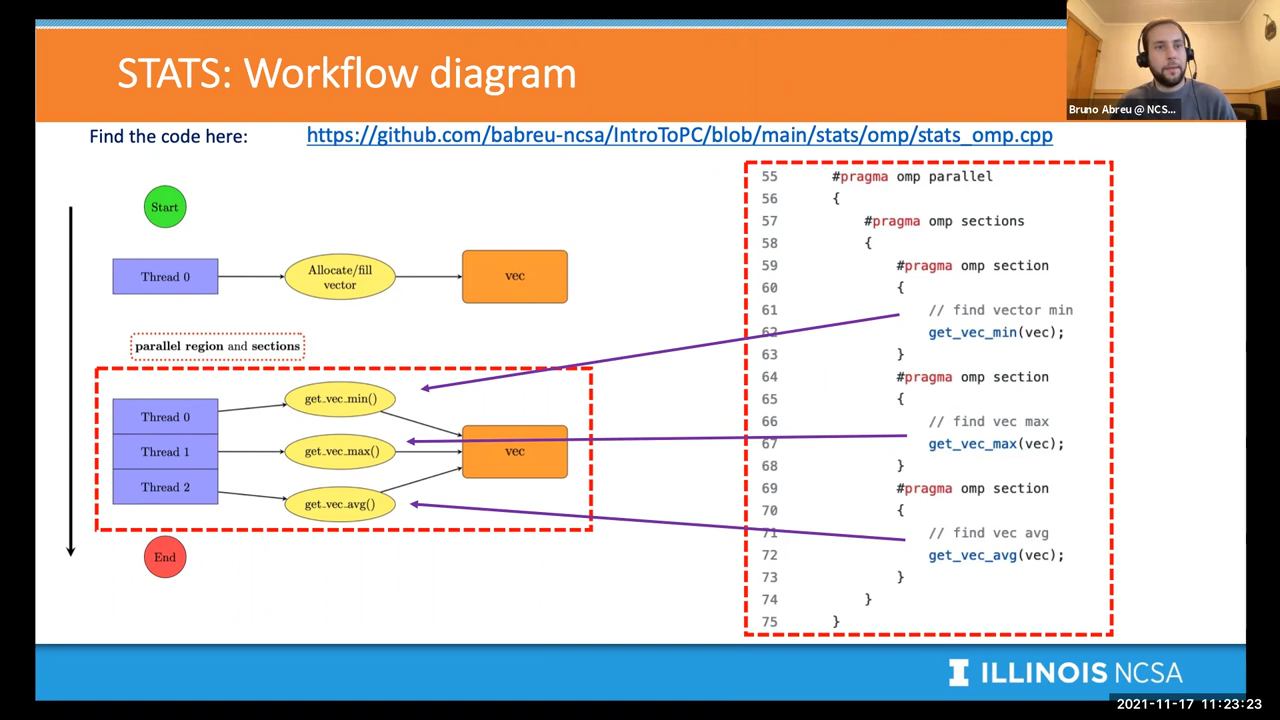 STATS: Workflow diagram
Bruno Abreu @ NCS...
Find the code here: https://github.com/babreu-ncsa/IntroToPC/blob/main/stats/omp/stats_omp.cpp
Start
Thread 0
Allocate/fill
vector
vec
parallel region and sections
Thread 0
get_vec_min()
Thread 1
get_vec_max()
vec
Thread 2
get_vec_avg()
End
55 #pragma omp parallel
56 {
57 #pragma omp sections
58 {
59 #pragma omp section
60 {
61 // find vector min
62 get_vec_min(vec);
63 }
64 #pragma omp section
65 {
66 // find vec max
67 get_vec_max(vec);
68 }
69 #pragma omp section
70 {
71 // find vec avg
72 get_vec_avg(vec);
73 }
74 }
75 }
I ILLINOIS NCSA
2021-11-17 11:23:23